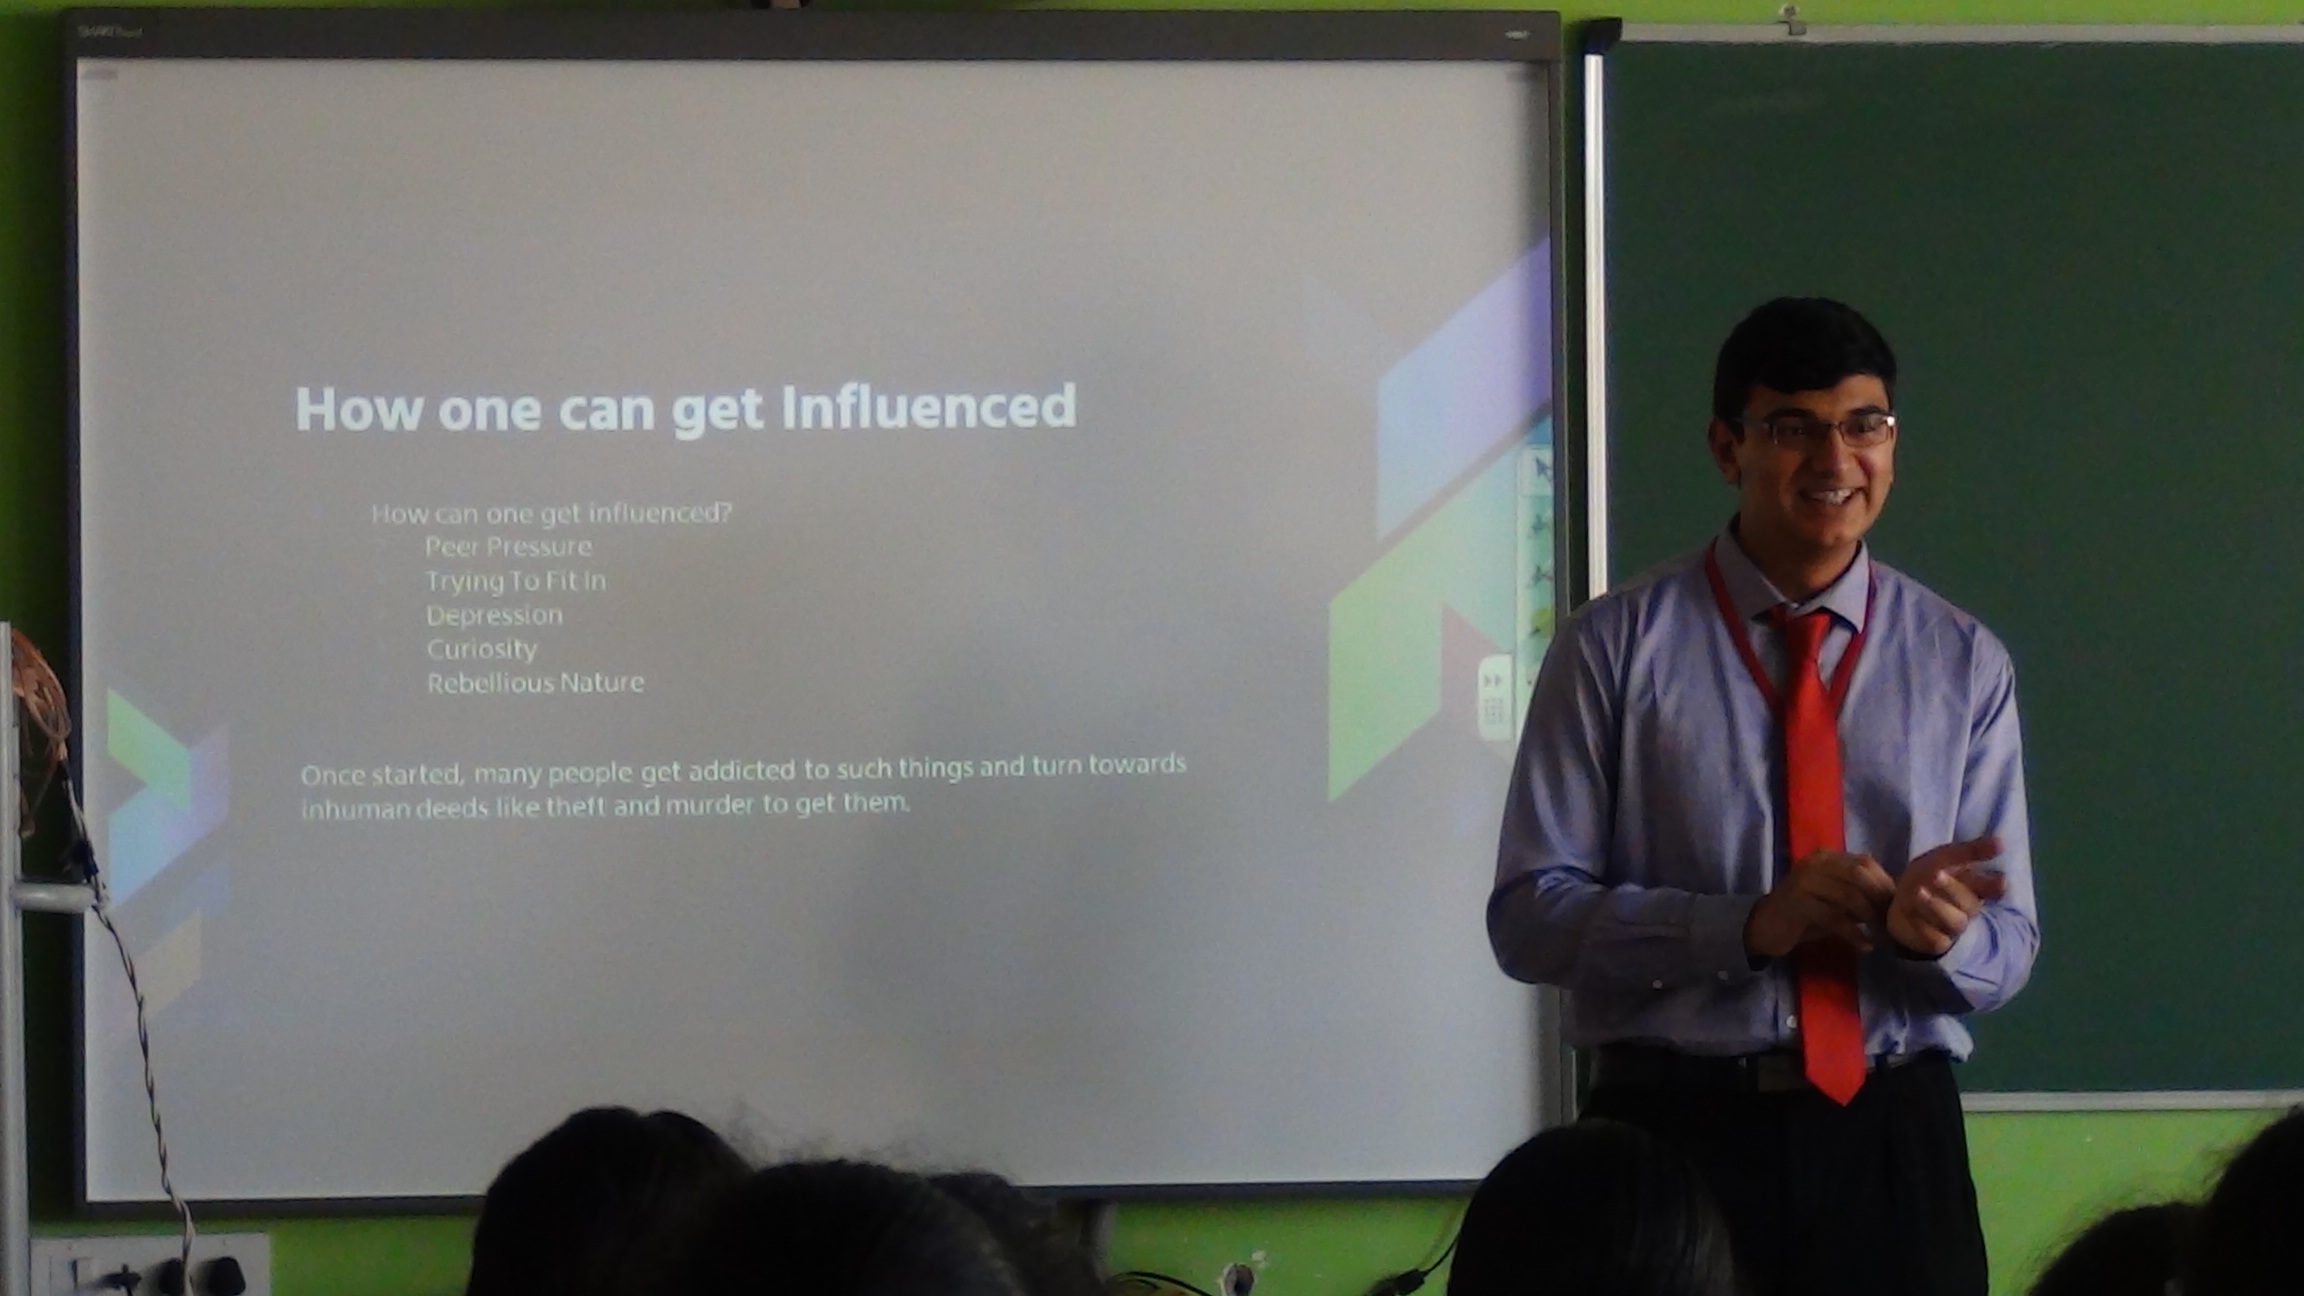 SMART Board
How one can get Influenced
How can one get influenced?
Peer Pressure
Trying To Fit In
Depression
Curiosity
Rebellious Nature
Once started, many people get addicted to such things and turn towards
inhuman deeds like theft and murder to get them.